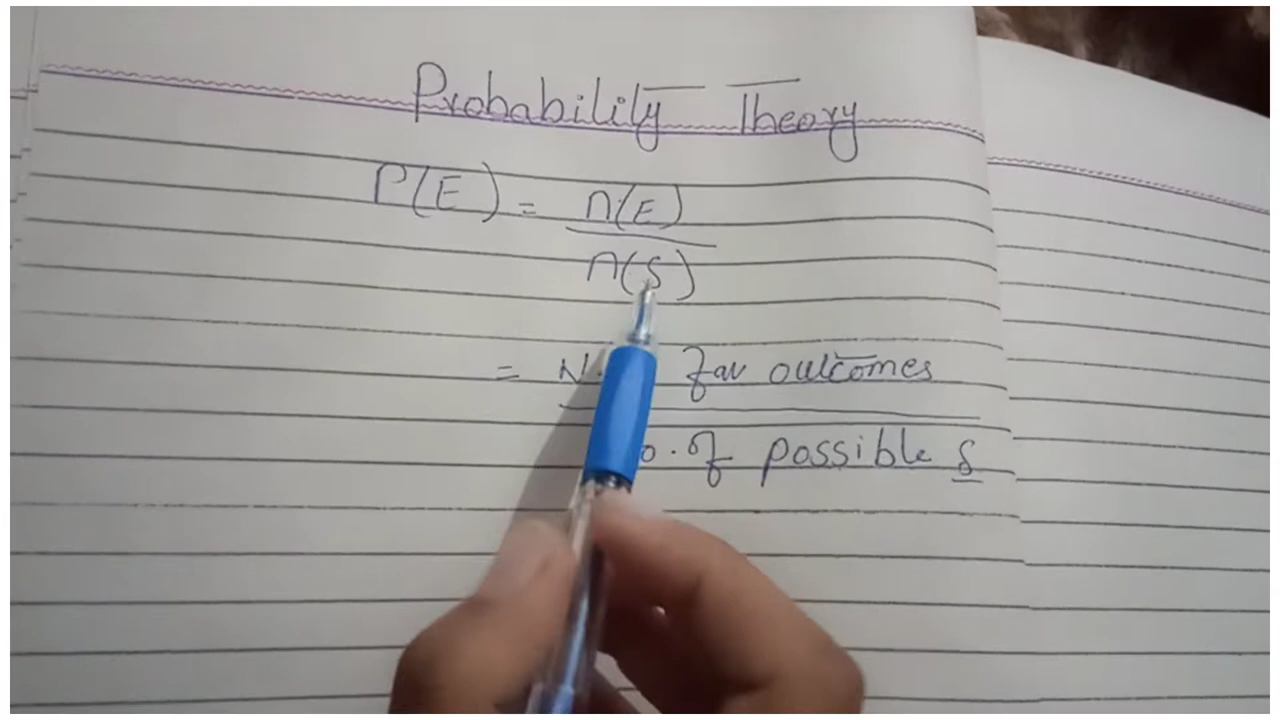 Probability Theory
P(E) = n(E)
n(S)
= fav outcomes
of possible S